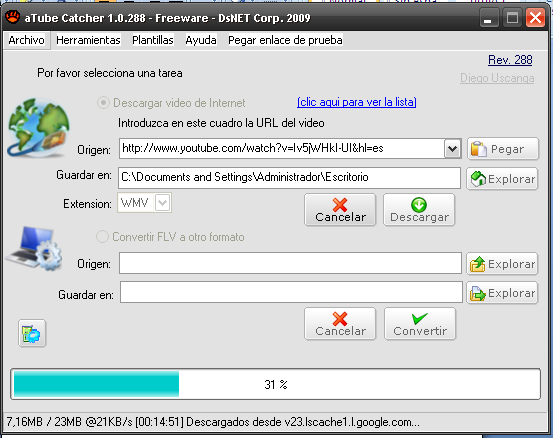 aTube Catcher 1.0.288 - Freeware - DsNET Corp. 2009
Archivo Herramientas Plantillas Ayuda Pegar enlace de prueba
Rev. 288
Por favor selecciona una tarea
Diego Uscanga
Descargar video de Internet (clic aqui para ver la lista)
Introduzca en este cuadro la URL del video
Origen: http://www.youtube.com/watch?v=lv5jWHkI-UI&hl=es Pegar
Guardar en: C:\Documents and Settings\Administrador\Escritorio Explorar
Extension: WMV Cancelar Descargar
Convertir FLV a otro formato
Origen: Explorar
Guardar en: Explorar
Cancelar Convertir
31 %
7,16MB / 23MB @21KB/s [00:14:51] Descargados desde v23.lscache1.l.google.com...